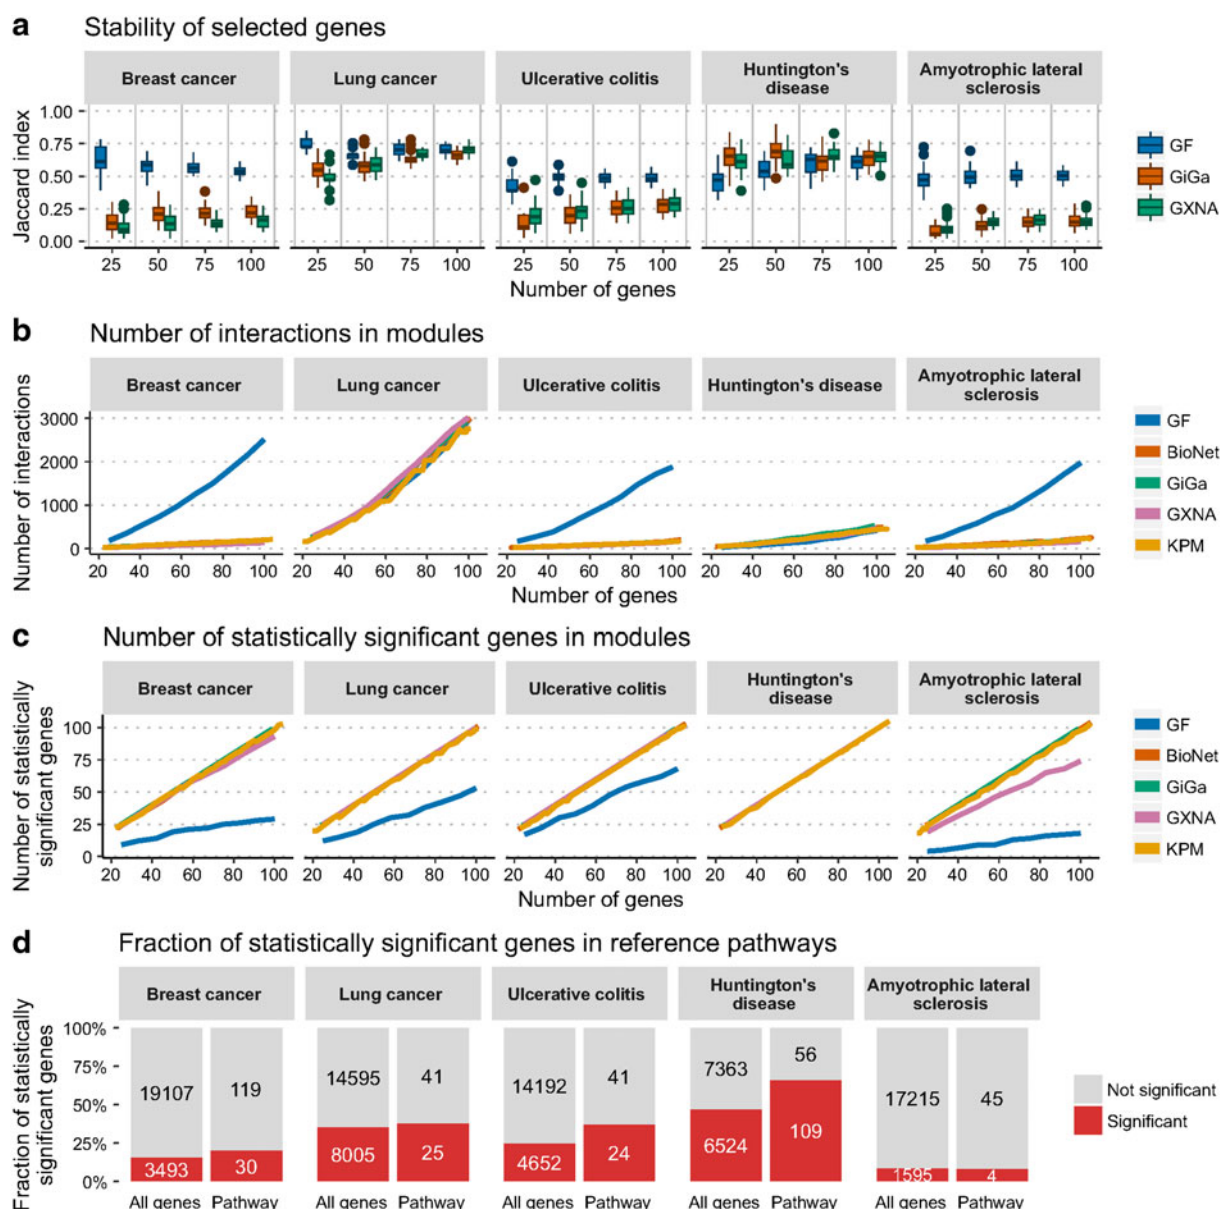 a Stability of selected genes
Breast cancer Lung cancer Ulcerative colitis Huntington's disease Amyotrophic lateral sclerosis
Jaccard index
1.00
0.75
0.50
0.25
0.00
25 50 75 100 25 50 75 100 25 50 75 100 25 50 75 100 25 50 75 100
Number of genes
GF
GiGa
GXNA
b Number of interactions in modules
Breast cancer Lung cancer Ulcerative colitis Huntington's disease Amyotrophic lateral sclerosis
Number of interactions
3000
2000
1000
0
20 40 60 80 100 20 40 60 80 100 20 40 60 80 100 20 40 60 80 100 20 40 60 80 100
Number of genes
GF
BioNet
GiGa
GXNA
KPM
c Number of statistically significant genes in modules
Breast cancer Lung cancer Ulcerative colitis Huntington's disease Amyotrophic lateral sclerosis
Number of statistically significant genes
100
75
50
25
0
20 40 60 80 100 20 40 60 80 100 20 40 60 80 100 20 40 60 80 100 20 40 60 80 100
Number of genes
GF
BioNet
GiGa
GXNA
KPM
d Fraction of statistically significant genes in reference pathways
Breast cancer Lung cancer Ulcerative colitis Huntington's disease Amyotrophic lateral sclerosis
Fraction of statistically significant genes
100%
75%
50%
25%
0%
19107 119 14595 41 14192 41 7363 56 17215 45
3493 30 8005 25 4652 24 6524 109 1595 4
All genes Pathway All genes Pathway All genes Pathway All genes Pathway All genes Pathway
Not significant
Significant